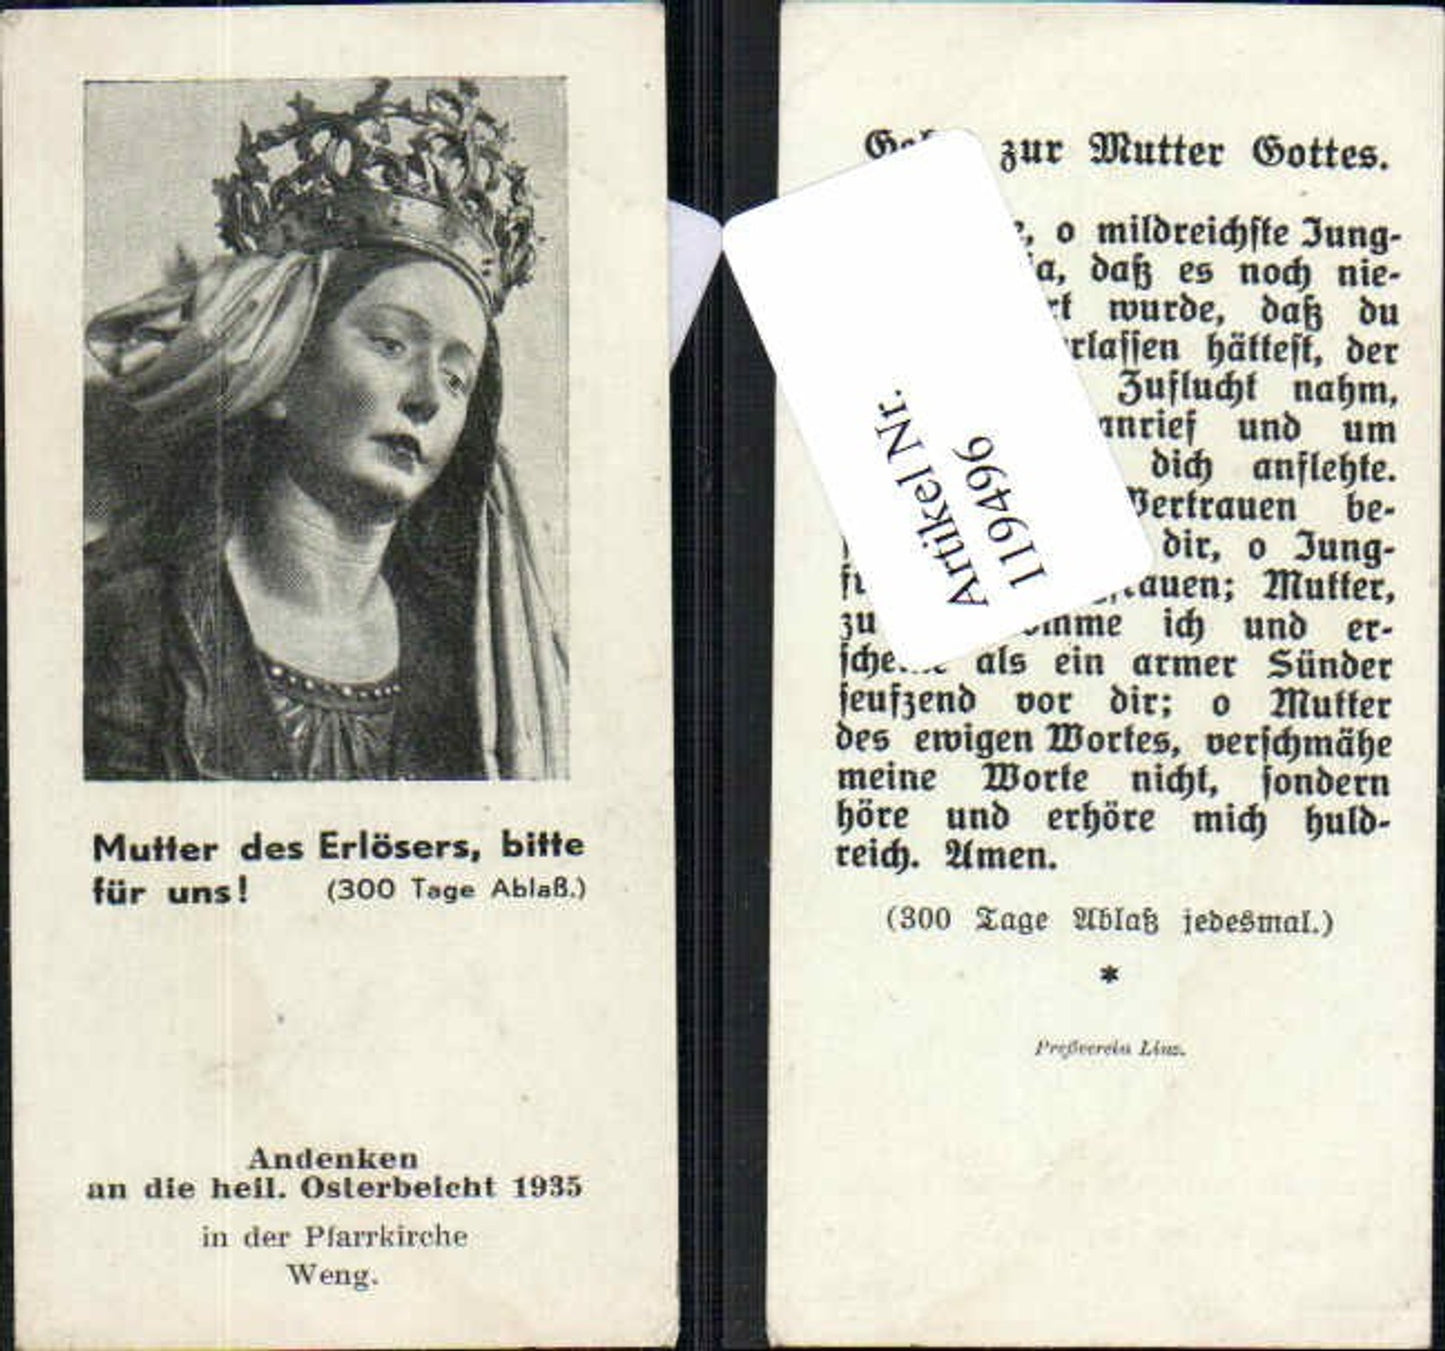 Mutter des Erlösers, bitte
für uns! (300 Tage Ablaß.)
Andenken
an die heil. Osterbeicht 1935
in der Pfarrkirche
Weng.
zur Mutter Gottes.
o mildreichste Jung-
daß es noch nie-
wurde, daß du
hättest, der
Zuflucht nahm,
anrief und um
dich anflehte.
Vertrauen be-
dir, o Jung-
Mutter,
zu ich und er-
als ein armer Sünder
seufzend vor dir; o Mutter
des ewigen Wortes, verschmähe
meine Worte nicht, sondern
höre und erhöre mich huld-
reich. Amen.
(300 Tage Ablaß jedesmal.)
*
Preßverein Linz.
Artikel Nr.
119496